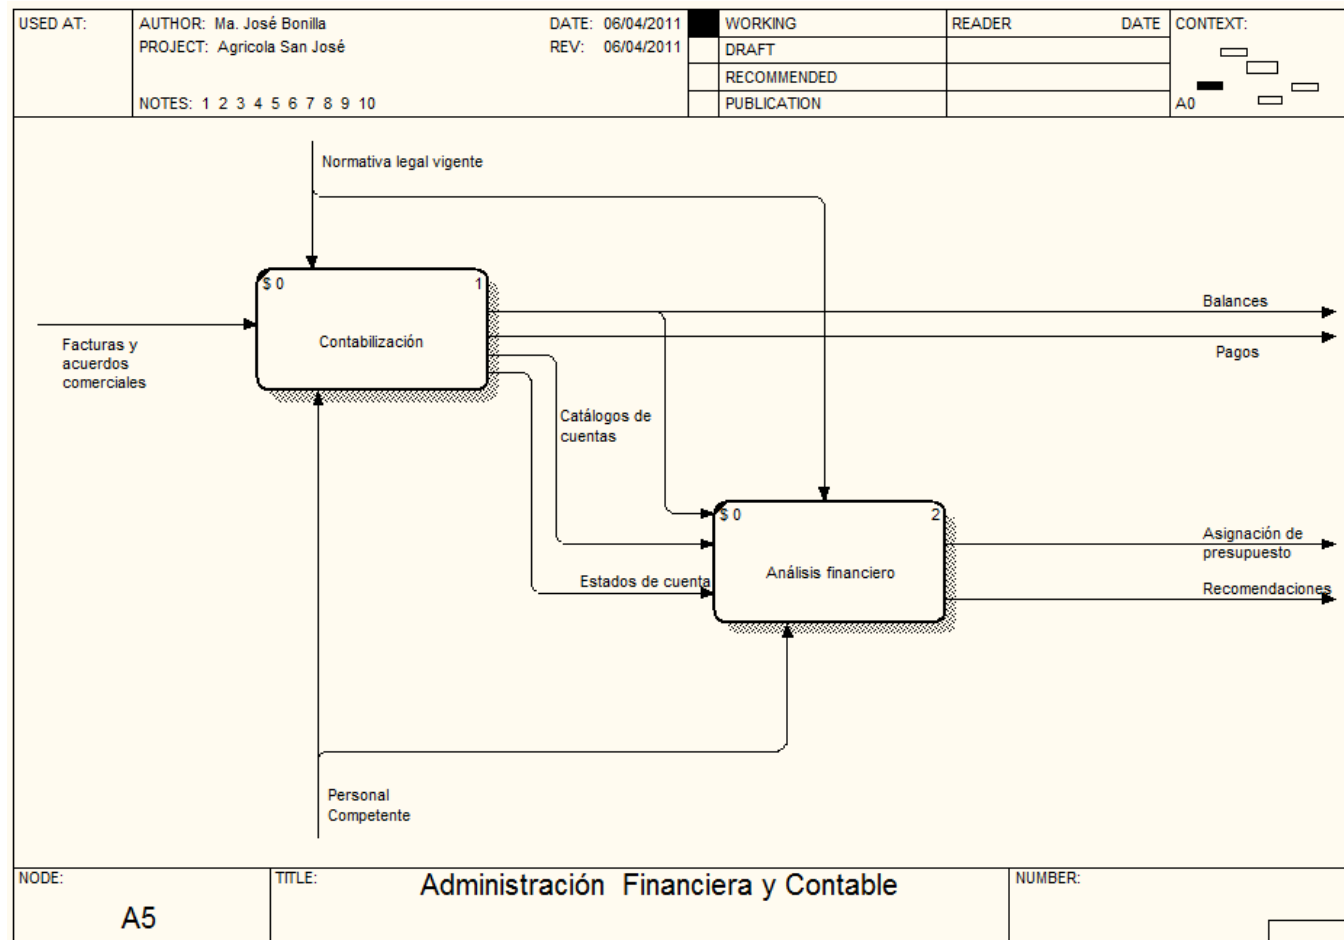 USED AT:
AUTHOR: Ma. José Bonilla
DATE: 06/04/2011
WORKING
READER
DATE
CONTEXT:
PROJECT: Agricola San José
REV: 06/04/2011
DRAFT
RECOMMENDED
NOTES: 1 2 3 4 5 6 7 8 9 10
PUBLICATION
A0
Normativa legal vigente
$ 0
1
Contabilización
Facturas y
acuerdos
comerciales
Balances
Pagos
Catálogos de
cuentas
$ 0
2
Análisis financiero
Estados de cuenta
Asignación de
presupuesto
Recomendaciones
Personal
Competente
NODE:
A5
TITLE:
Administración Financiera y Contable
NUMBER: